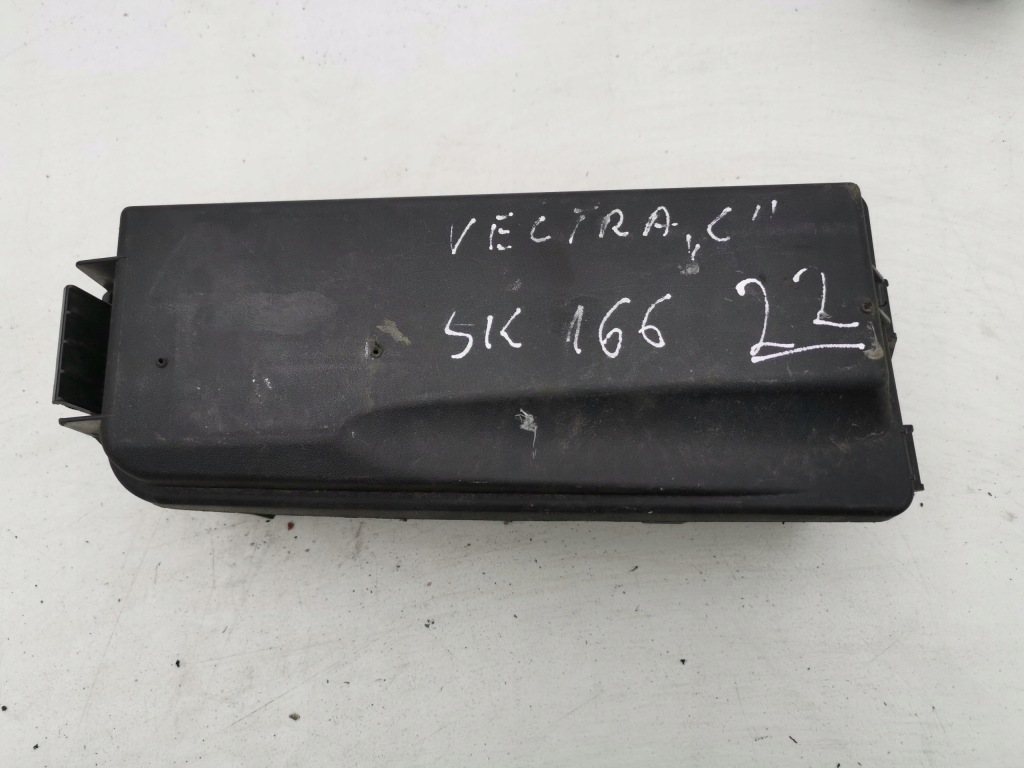 VECTRA „C"
SK 166 22